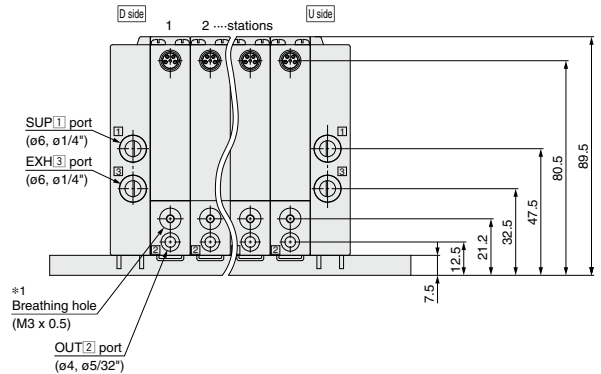 D side
U side
1 2 ····stations
SUP1 port
(ø6, ø1/4")
EXH3 port
(ø6, ø1/4")
1
3
1
3
2
2
2
2
*1
Breathing hole
(M3 x 0.5)
OUT2 port
(ø4, ø5/32")
7.5
12.5
21.2
32.5
47.5
80.5
89.5